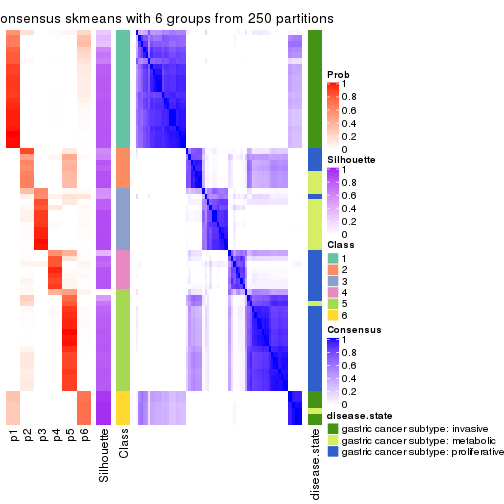 onsensus skmeans with 6 groups from 250 partitions
Prob
1
0.8
0.6
0.4
0.2
0
Silhouette
1
0.8
0.6
0.4
0.2
0
Class
1
2
3
4
5
6
Consensus
1
0.8
0.6
0.4
0.2
0
disease.state
gastric cancer subtype: invasive
gastric cancer subtype: metabolic
gastric cancer subtype: proliferative
p1
p2
p3
p4
p5
p6
Silhouette
Class
disease.state